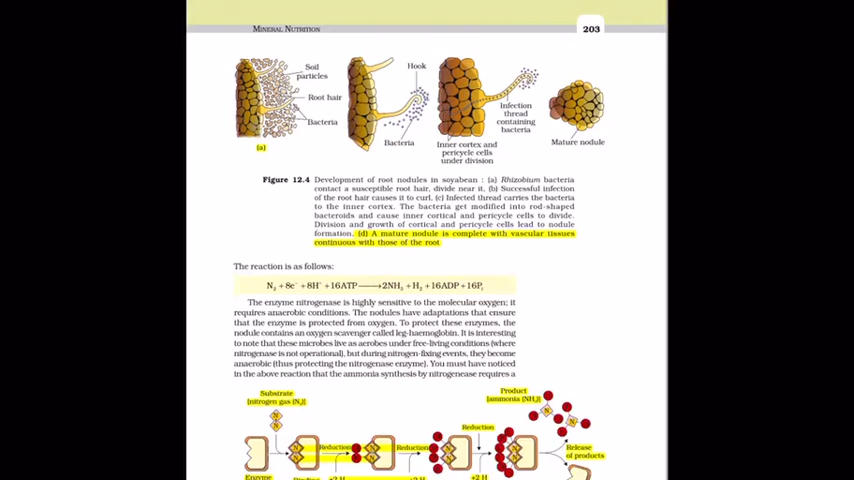 MINERAL NUTRITION
203
Soil
particles
Root hair
Bacteria
(a)
Hook
Bacteria
Infection
thread
containing
bacteria
Inner cortex and
pericycle cells
under division
Mature nodule
Figure 12.4 Development of root nodules in soyabean : (a) Rhizobium bacteria
contact a susceptible root hair, divide near it, (b) Successful infection
of the root hair causes it to curl, (c) Infected thread carries the bacteria
to the inner cortex. The bacteria get modified into rod-shaped
bacteroids and cause inner cortical and pericycle cells to divide.
Division and growth of cortical and pericycle cells lead to nodule
formation, (d) A mature nodule is complete with vascular tissues
continuous with those of the root
The reaction is as follows:
N₂ + 8e⁻ + 8H⁺ + 16ATP ⟶ 2NH₃ + H₂ + 16ADP + 16Pᵢ
The enzyme nitrogenase is highly sensitive to the molecular oxygen; it
requires anaerobic conditions. The nodules have adaptations that ensure
that the enzyme is protected from oxygen. To protect these enzymes, the
nodule contains an oxygen scavenger called leg-haemoglobin. It is interesting
to note that these microbes live as aerobes under free-living conditions (where
nitrogenase is not operational), but during nitrogen-fixing events, they become
anaerobic (thus protecting the nitrogenase enzyme). You must have noticed
in the above reaction that the ammonia synthesis by nitrogenease requires a
Substrate
[nitrogen gas (N₂)]
N
N
Product
[ammonia (NH₃)]
N
N
Reduction
Reduction
Reduction
N
N
N
N
N
N
N
N
Release
of products
Enzyme
+2 H
+2 H
+2 H